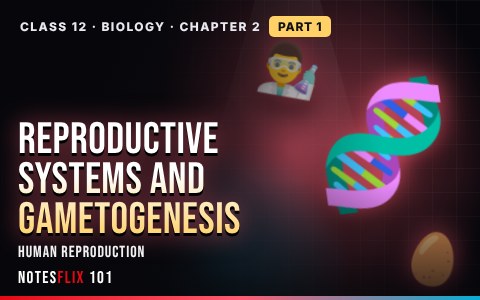 CLASS 12 · BIOLOGY · CHAPTER 2 PART 1
REPRODUCTIVE
SYSTEMS AND
GAMETOGENESIS
HUMAN REPRODUCTION
NOTESFLIX 101